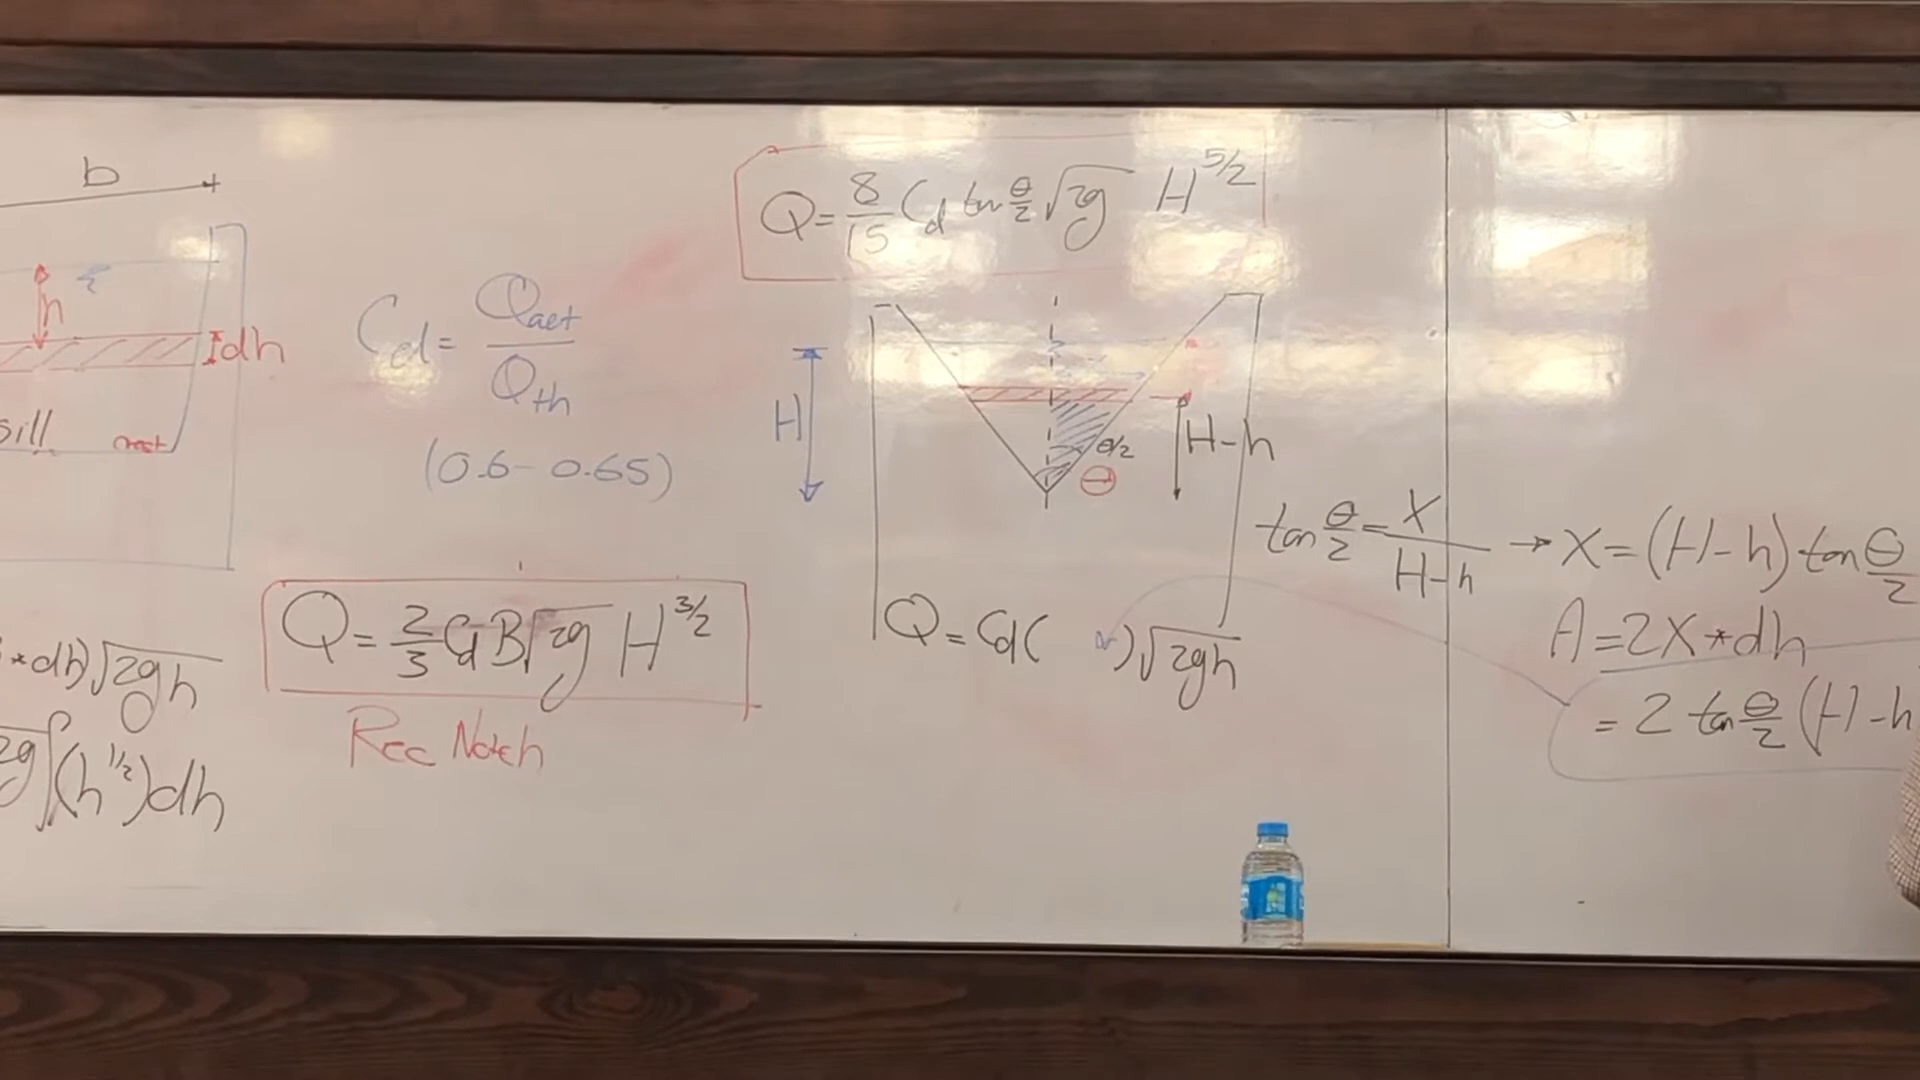 b
h
dh
sill crest
*dh)√2gh
2g∫(h^1/2)dh
Cd = Qact / Qth
(0.6-0.65)
Q = 2/3 Cd B √2g H^3/2
Rec Notch
Q = 8/15 Cd tan θ/2 √2g H^5/2
H
H-h
θ/2
θ
Q = Cd( )√2gh
tan θ/2 = X / H-h → X = (H-h) tan θ/2
A = 2X * dh
= 2 tan θ/2 (H-h